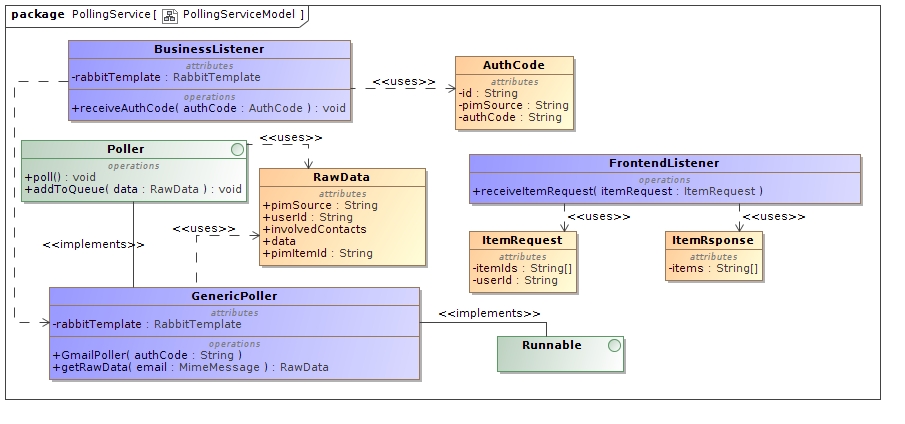 package PollingService [ PollingServiceModel ]
BusinessListener
attributes
-rabbitTemplate : RabbitTemplate
operations
+receiveAuthCode( authCode : AuthCode ) : void
<<uses>>
AuthCode
attributes
-id : String
-pimSource : String
-authCode : String
Poller
operations
+poll() : void
+addToQueue( data : RawData ) : void
<<uses>>
RawData
attributes
+pimSource : String
+userId : String
+involvedContacts
+data
+pimItemId : String
FrontendListener
operations
+receiveItemRequest( itemRequest : ItemRequest )
<<uses>>
<<uses>>
ItemRequest
attributes
-itemIds : String[]
-userId : String
ItemRsponse
attributes
-items : String[]
<<implements>>
<<uses>>
GenericPoller
attributes
-rabbitTemplate : RabbitTemplate
operations
+GmailPoller( authCode : String )
+getRawData( email : MimeMessage ) : RawData
<<implements>>
Runnable